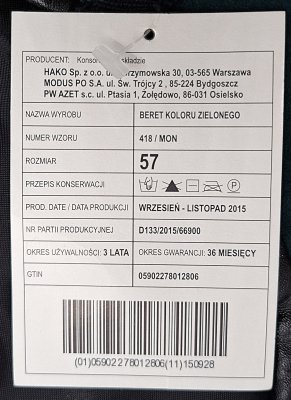 PRODUCENT: Konsor składzie
HAKO Sp. z o.o. ul. rzymowska 30, 03-565 Warszawa
MODUS PO S.A. ul. Św. Trójcy 2 , 85-224 Bydgoszcz
PW AZET s.c. ul. Ptasia 1, Żołędowo, 86-031 Osielsko
NAZWA WYROBU BERET KOLORU ZIELONEGO
NUMER WZORU 418 / MON
ROZMIAR 57
PRZEPIS KONSERWACJI
PROD. DATE / DATA PRODUKCJI WRZESIEŃ - LISTOPAD 2015
NR PARTII PRODUKCYJNEJ D133/2015/66900
OKRES UŻYWALNOŚCI: 3 LATA OKRES GWARANCJI: 36 MIESIĘCY
GTIN 05902278012806
(01)05902278012806(11)150928